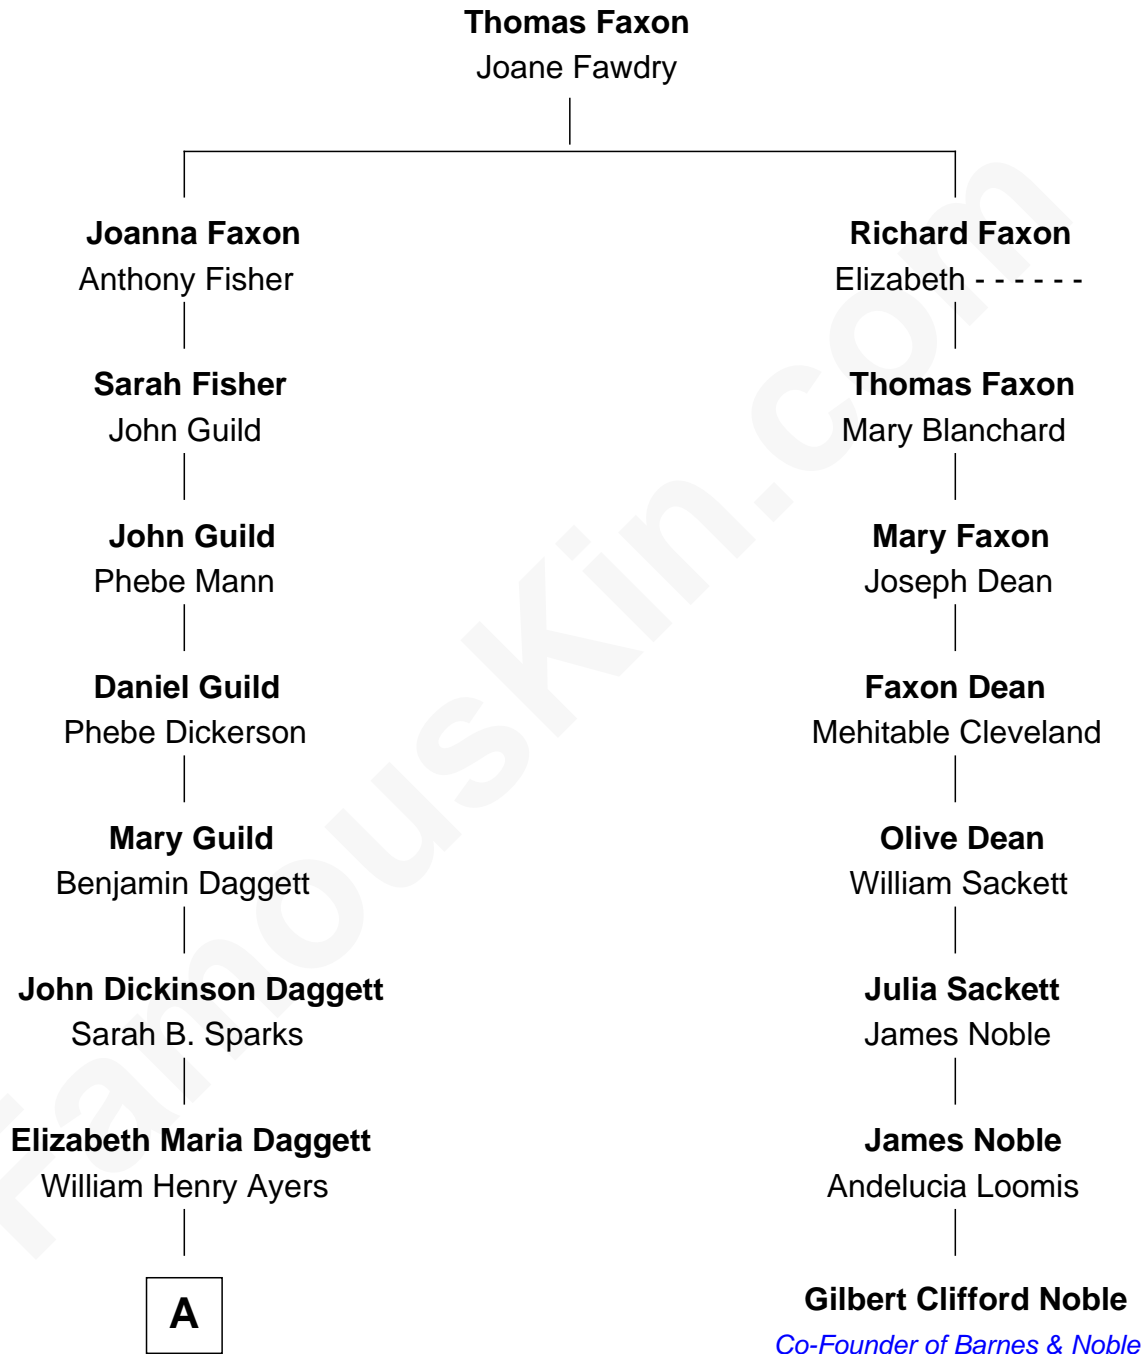 Thomas Faxon
Joane Fawdry
Joanna Faxon
Anthony Fisher
Richard Faxon
Elizabeth - - - - - -
Sarah Fisher
John Guild
Thomas Faxon
Mary Blanchard
John Guild
Phebe Mann
Mary Faxon
Joseph Dean
Daniel Guild
Phebe Dickerson
Faxon Dean
Mehitable Cleveland
Mary Guild
Benjamin Daggett
Olive Dean
William Sackett
John Dickinson Daggett
Sarah B. Sparks
Julia Sackett
James Noble
Elizabeth Maria Daggett
William Henry Ayers
James Noble
Andelucia Loomis
A
Gilbert Clifford Noble
Co-Founder of Barnes & Noble
FamousKin.com